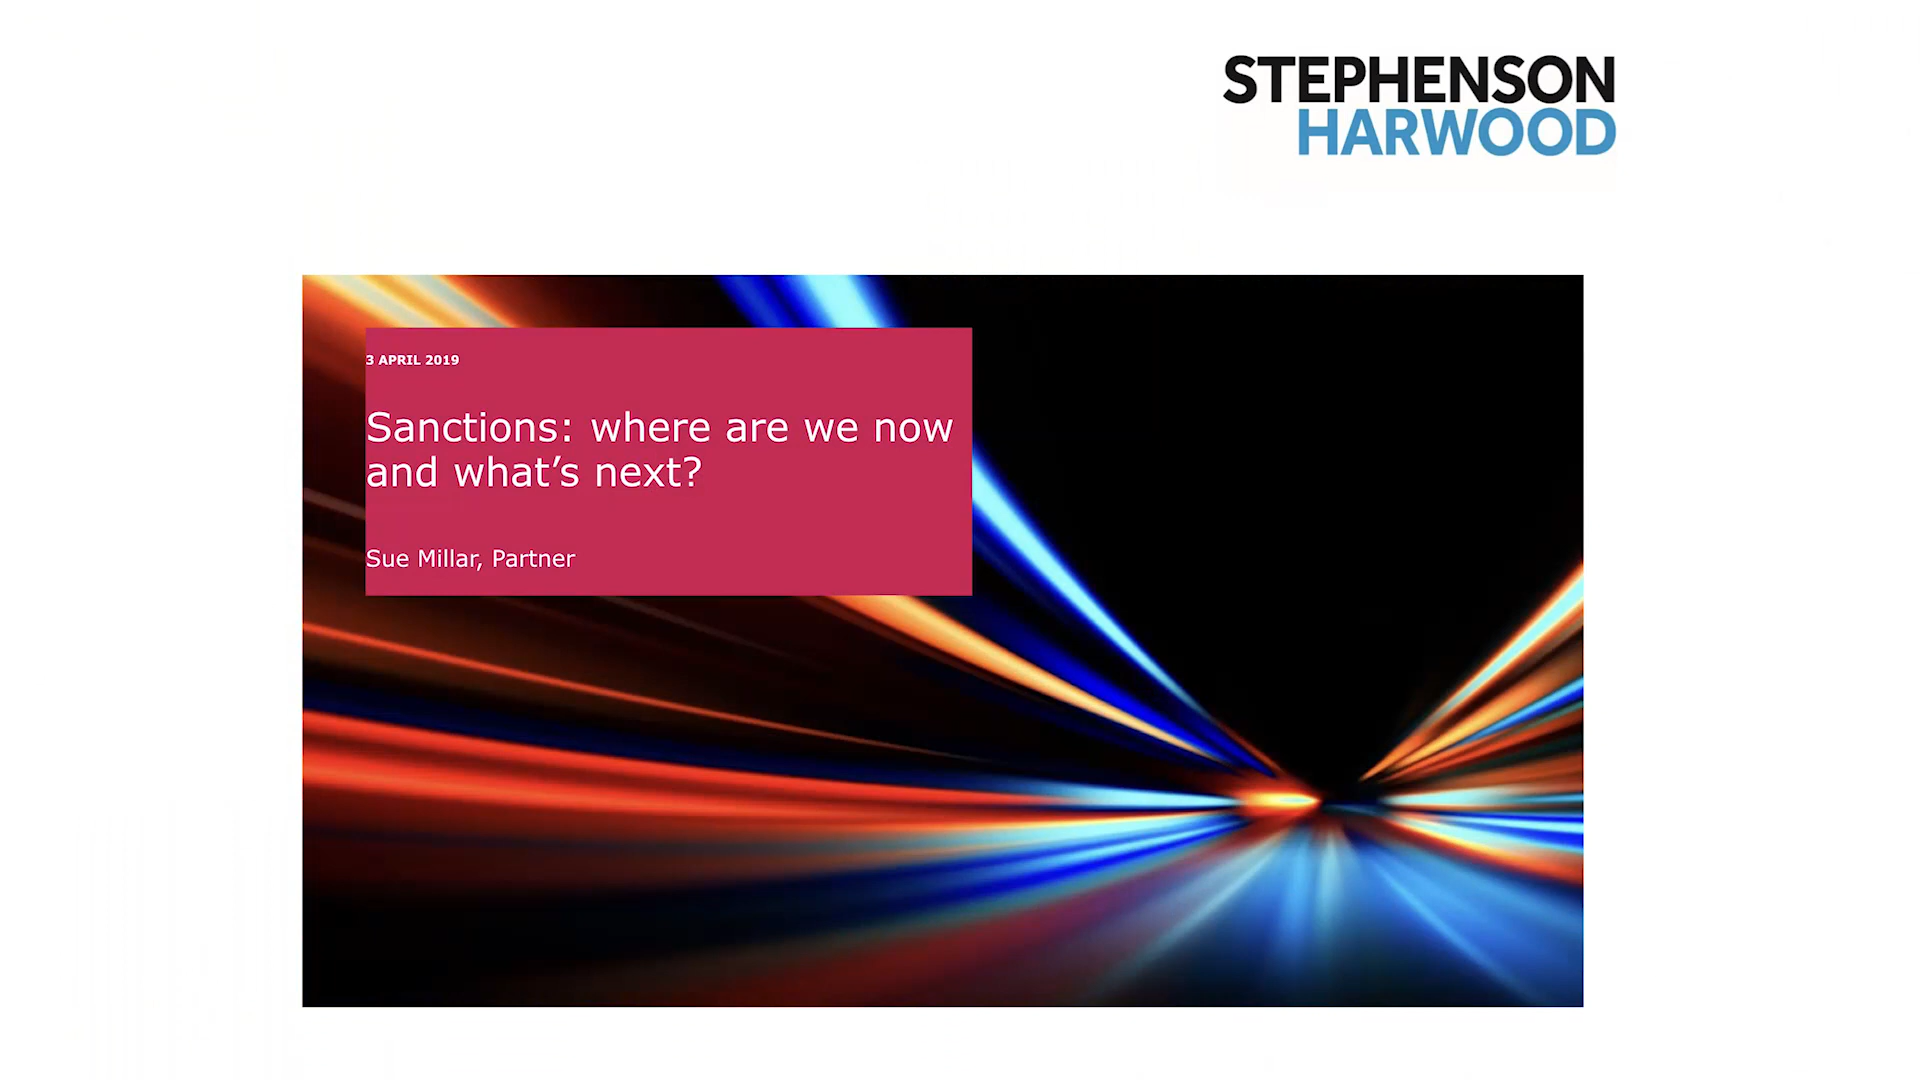 STEPHENSON
HARWOOD
3 APRIL 2019
Sanctions: where are we now
and what’s next?
Sue Millar, Partner